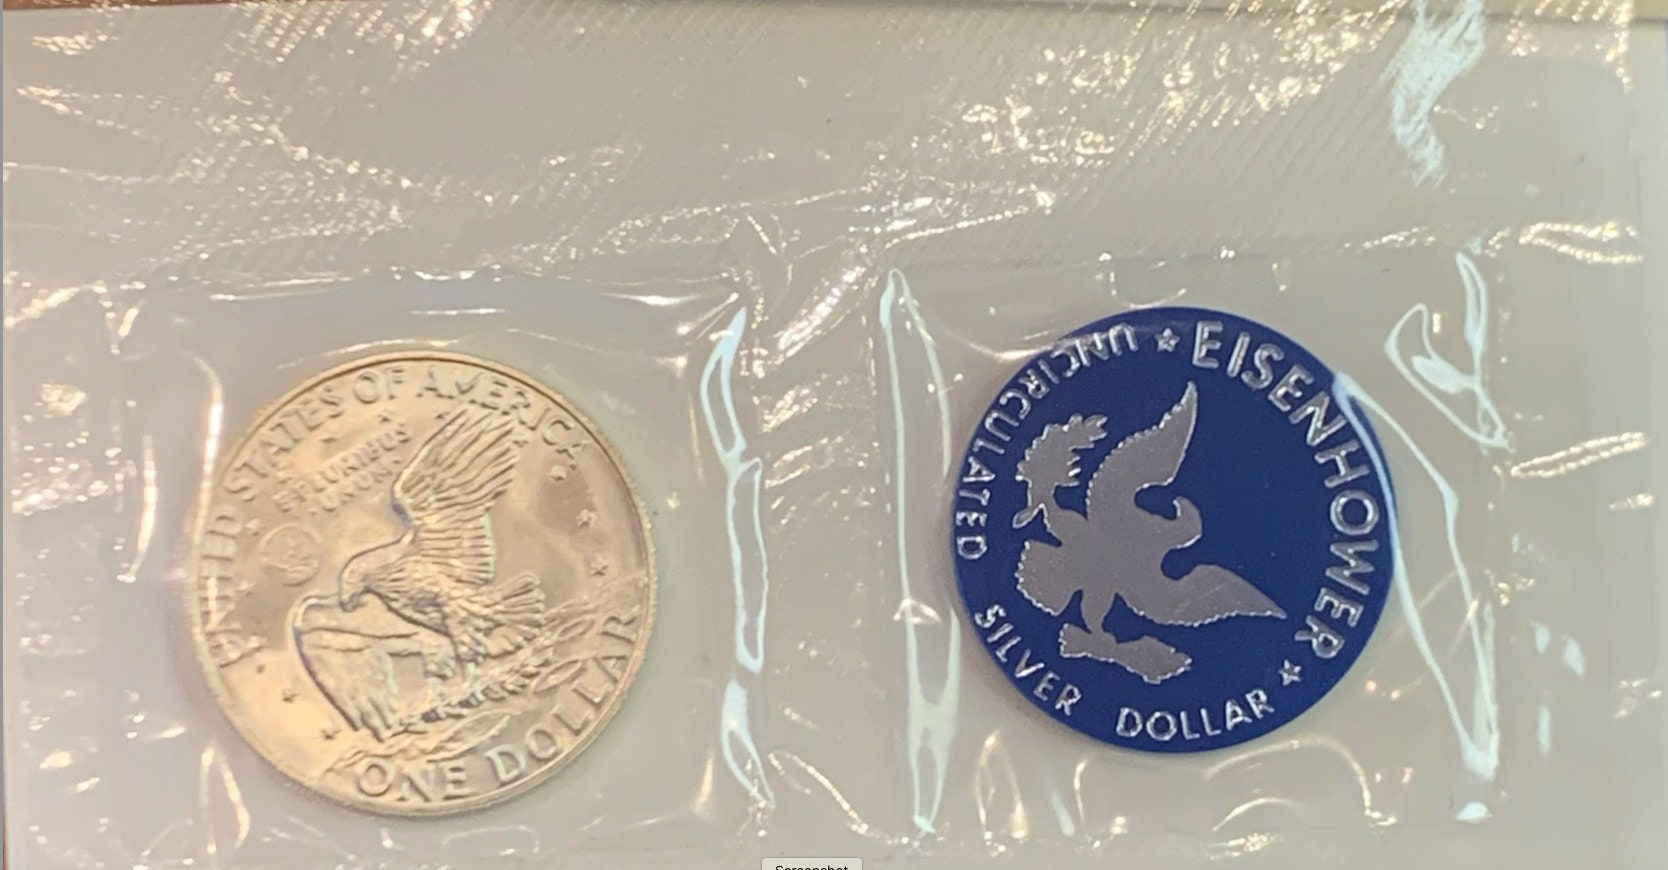 UNITED STATES OF AMERICA
E PLURIBUS
UNUM
ONE DOLLAR
EISENHOWER
UNCIRCULATED
SILVER DOLLAR